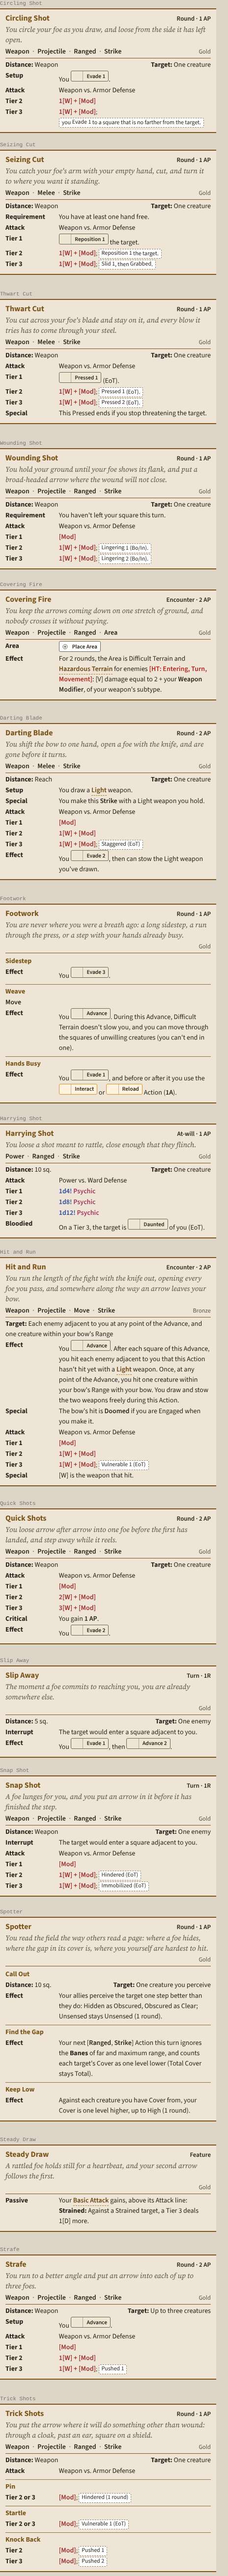 Circling Shot
Circling Shot Round · 1 AP
You circle your foe as you draw, and loose from the side it has left
open.
Weapon · Projectile · Ranged · Strike Gold
Distance: Weapon Target: One creature
Setup You Evade 1
Attack Weapon vs. Armor Defense
Tier 2 1[W] + [Mod]
Tier 3 1[W] + [Mod];
you Evade 1 to a square that is no farther from the target.
Seizing Cut
Seizing Cut Round · 1 AP
You catch your foe's arm with your empty hand, cut, and turn it
to where you want it standing.
Weapon · Melee · Strike Gold
Distance: Weapon Target: One creature
Requirement You have at least one hand free.
Attack Weapon vs. Armor Defense
Tier 1 Reposition 1 the target.
Tier 2 1[W] + [Mod]; Reposition 1 the target.
Tier 3 1[W] + [Mod]; Slid 1, then Grabbed.
Thwart Cut
Thwart Cut Round · 1 AP
You cut across your foe's blade and stay on it, and every blow it
tries has to come through your steel.
Weapon · Melee · Strike Gold
Distance: Weapon Target: One creature
Attack Weapon vs. Armor Defense
Tier 1 Pressed 1 (EoT).
Tier 2 1[W] + [Mod]; Pressed 1 (EoT).
Tier 3 1[W] + [Mod]; Pressed 2 (EoT).
Special This Pressed ends if you stop threatening the target.
Wounding Shot
Wounding Shot Round · 1 AP
You hold your ground until your foe shows its flank, and put a
broad-headed arrow where the wound will not close.
Weapon · Projectile · Ranged · Strike Gold
Distance: Weapon Target: One creature
Requirement You haven't left your square this turn.
Attack Weapon vs. Armor Defense
Tier 1 [Mod]
Tier 2 1[W] + [Mod]; Lingering 1 (Bo/In).
Tier 3 1[W] + [Mod]; Lingering 2 (Bo/In).
Covering Fire
Covering Fire Encounter · 2 AP
You keep the arrows coming down on one stretch of ground, and
nobody crosses it without paying.
Weapon · Projectile · Ranged · Area Gold
Area Place Area
Effect For 2 rounds, the Area is Difficult Terrain and
Hazardous Terrain for enemies [HT: Entering, Turn,
Movement]: [V] damage equal to 2 + your Weapon
Modifier, of your weapon's subtype.
Darting Blade
Darting Blade Round · 2 AP
You shift the bow to one hand, open a foe with the knife, and are
gone before it turns.
Weapon · Melee · Strike Gold
Distance: Reach Target: One creature
Setup You draw a Light weapon.
Special You make this Strike with a Light weapon you hold.
Attack Weapon vs. Armor Defense
Tier 1 [Mod]
Tier 2 1[W] + [Mod]
Tier 3 1[W] + [Mod]; Staggered (EoT)
Effect You Evade 2, then can stow the Light weapon
you've drawn.
Footwork
Footwork Round · 1 AP
You are never where you were a breath ago: a long sidestep, a run
through the press, or a step with your hands already busy.
Gold
Sidestep
Effect You Evade 3
Weave
Move
Effect You Advance. During this Advance, Difficult
Terrain doesn't slow you, and you can move through
the squares of unwilling creatures (you can't end in
one).
Hands Busy
Effect You Evade 1, and before or after it you use the
Interact or Reload Action (1A).
Harrying Shot
Harrying Shot At-will · 1 AP
You loose a shot meant to rattle, close enough that they flinch.
Power · Ranged · Strike Gold
Distance: 10 sq. Target: One creature
Attack Power vs. Ward Defense
Tier 1 1d4! Psychic
Tier 2 1d8! Psychic
Tier 3 1d12! Psychic
Bloodied On a Tier 3, the target is Daunted of you (EoT).
Hit and Run
Hit and Run Encounter · 2 AP
You run the length of the fight with the knife out, opening every
foe you pass, and somewhere along the way an arrow leaves your
bow.
Weapon · Projectile · Move · Strike Bronze
Target: Each enemy adjacent to you at any point of the Advance, and
one creature within your bow's Range
Effect You Advance. After each square of this Advance,
you hit each enemy adjacent to you that this Action
hasn't hit yet with a Light weapon. Once, at any
point of the Advance, you hit one creature within
your bow's Range with your bow. You draw and stow
the two weapons freely during this Action.
Special The bow's hit is Doomed if you are Engaged when
you make it.
Attack Weapon vs. Armor Defense
Tier 1 [Mod]
Tier 2 1[W] + [Mod]
Tier 3 1[W] + [Mod]; Vulnerable 1 (EoT)
Special [W] is the weapon that hit.
Quick Shots
Quick Shots Round · 2 AP
You loose arrow after arrow into one foe before the first has
landed, and step away while it reels.
Weapon · Projectile · Ranged · Strike Gold
Distance: Weapon Target: One creature
Attack Weapon vs. Armor Defense
Tier 1 [Mod]
Tier 2 2[W] + [Mod]
Tier 3 3[W] + [Mod]
Critical You gain 1 AP.
Effect You Evade 2
Slip Away
Slip Away Turn · 1R
The moment a foe commits to reaching you, you are already
somewhere else.
Gold
Distance: 5 sq. Target: One enemy
Interrupt The target would enter a square adjacent to you.
Effect You Evade 1, then Advance 2.
Snap Shot
Snap Shot Turn · 1R
A foe lunges for you, and you put an arrow in it before it has
finished the step.
Weapon · Projectile · Ranged · Strike Gold
Distance: Weapon Target: One enemy
Interrupt The target would enter a square adjacent to you.
Attack Weapon vs. Armor Defense
Tier 1 [Mod]
Tier 2 1[W] + [Mod]; Hindered (EoT)
Tier 3 1[W] + [Mod]; Immobilized (EoT)
Spotter
Spotter Round · 1 AP
You read the field the way others read a page: where a foe hides,
where the gap in its cover is, where you yourself are hardest to hit.
Gold
Call Out
Distance: 10 sq. Target: One creature you perceive
Effect Your allies perceive the target one step better than
they do: Hidden as Obscured, Obscured as Clear;
Unsensed stays Unsensed (1 round).
Find the Gap
Effect Your next [Ranged, Strike] Action this turn ignores
the Banes of far and maximum range, and counts
each target's Cover as one level lower (Total Cover
stays Total).
Keep Low
Effect Against each creature you have Cover from, your
Cover is one level higher, up to High (1 round).
Steady Draw
Steady Draw Feature
A rattled foe holds still for a heartbeat, and your second arrow
follows the first.
Gold
Passive Your Basic Attack gains, above its Attack line:
Strained: Against a Strained target, a Tier 3 deals
1[D] more.
Strafe
Strafe Round · 2 AP
You run to a better angle and put an arrow into each of up to
three foes.
Weapon · Projectile · Ranged · Strike Gold
Distance: Weapon Target: Up to three creatures
Setup You Advance
Attack Weapon vs. Armor Defense
Tier 1 [Mod]
Tier 2 1[W] + [Mod]
Tier 3 1[W] + [Mod]; Pushed 1
Trick Shots
Trick Shots Round · 1 AP
You put the arrow where it will do something other than wound:
through a cloak, past an ear, square on a shield.
Weapon · Projectile · Ranged · Strike Gold
Distance: Weapon Target: One creature
Attack Weapon vs. Armor Defense
Pin
Tier 2 or 3 [Mod]; Hindered (1 round)
Startle
Tier 2 or 3 [Mod]; Vulnerable 1 (EoT)
Knock Back
Tier 2 [Mod]; Pushed 1
Tier 3 [Mod]; Pushed 2